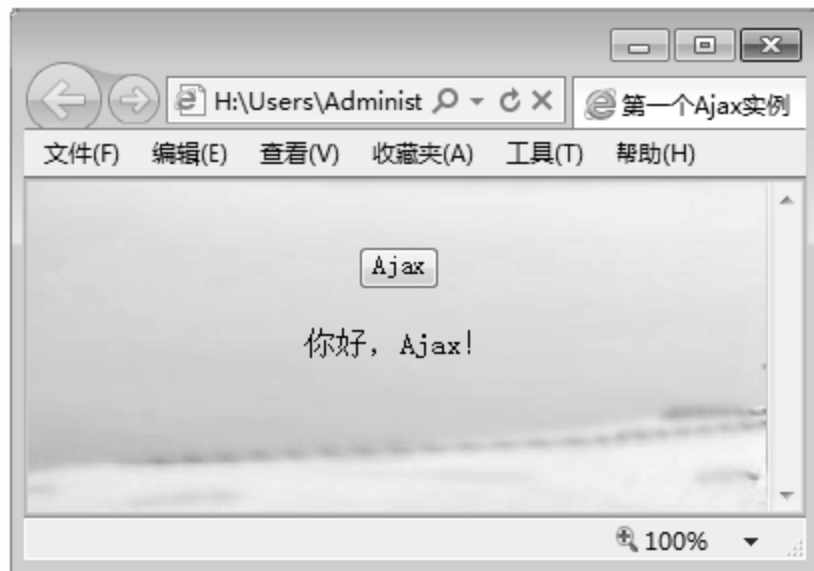 H:\Users\Administ
第一个Ajax实例
文件(F) 编辑(E) 查看(V) 收藏夹(A) 工具(T) 帮助(H)
Ajax
你好，Ajax!
100%